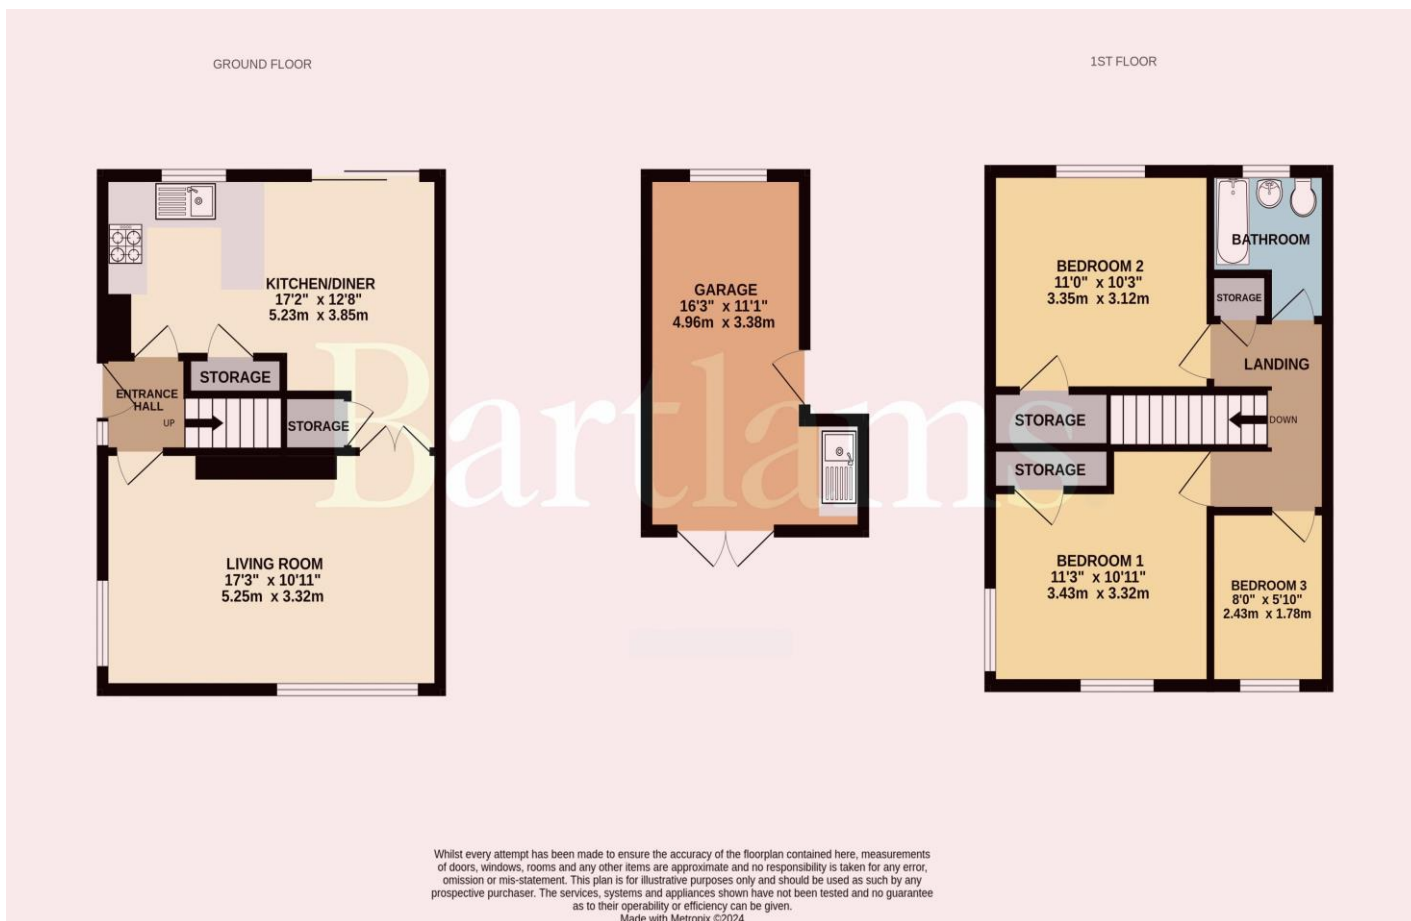 GROUND FLOOR
1ST FLOOR
KITCHEN/DINER
17'2" x 12'8"
5.23m x 3.85m
STORAGE
ENTRANCE
HALL
UP
STORAGE
LIVING ROOM
17'3" x 10'11"
5.25m x 3.32m
GARAGE
16'3" x 11'1"
4.96m x 3.38m
BEDROOM 2
11'0" x 10'3"
3.35m x 3.12m
BATHROOM
STORAGE
LANDING
STORAGE
DOWN
STORAGE
BEDROOM 1
11'3" x 10'11"
3.43m x 3.32m
BEDROOM 3
8'0" x 5'10"
2.43m x 1.78m
Bartlams
Whilst every attempt has been made to ensure the accuracy of the floorplan contained here, measurements
of doors, windows, rooms and any other items are approximate and no responsibility is taken for any error,
omission or mis-statement. This plan is for illustrative purposes only and should be used as such by any
prospective purchaser. The services, systems and appliances shown have not been tested and no guarantee
as to their operability or efficiency can be given.
Made with Metropix ©2024